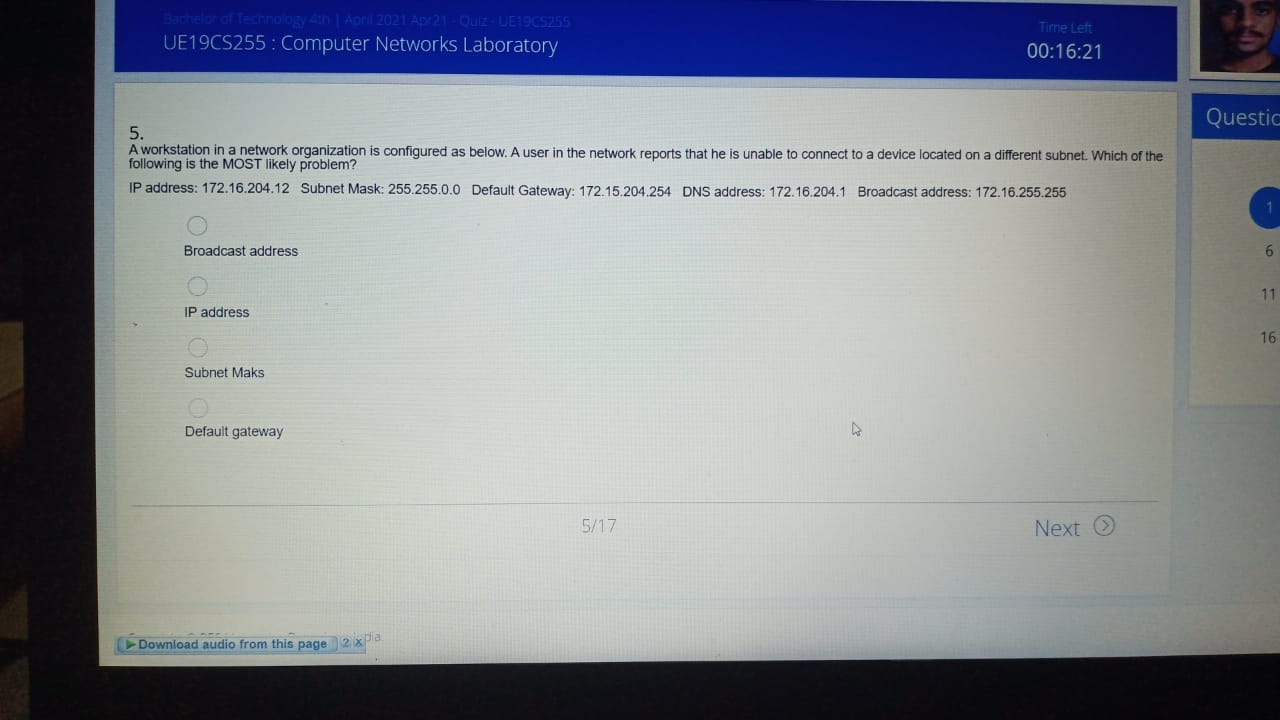 Bachelor of Technology 4th | April 2021 Apr21 - Quiz - UE19CS255
UE19CS255 : Computer Networks Laboratory
Time Left
00:16:21
5.
A workstation in a network organization is configured as below. A user in the network reports that he is unable to connect to a device located on a different subnet. Which of the
following is the MOST likely problem?
IP address: 172.16.204.12 Subnet Mask: 255.255.0.0 Default Gateway: 172.15.204.254 DNS address: 172.16.204.1 Broadcast address: 172.16.255.255
Broadcast address
IP address
Subnet Maks
Default gateway
5/17
Next
Questio
1
6
11
16
Download audio from this page ? x
dia